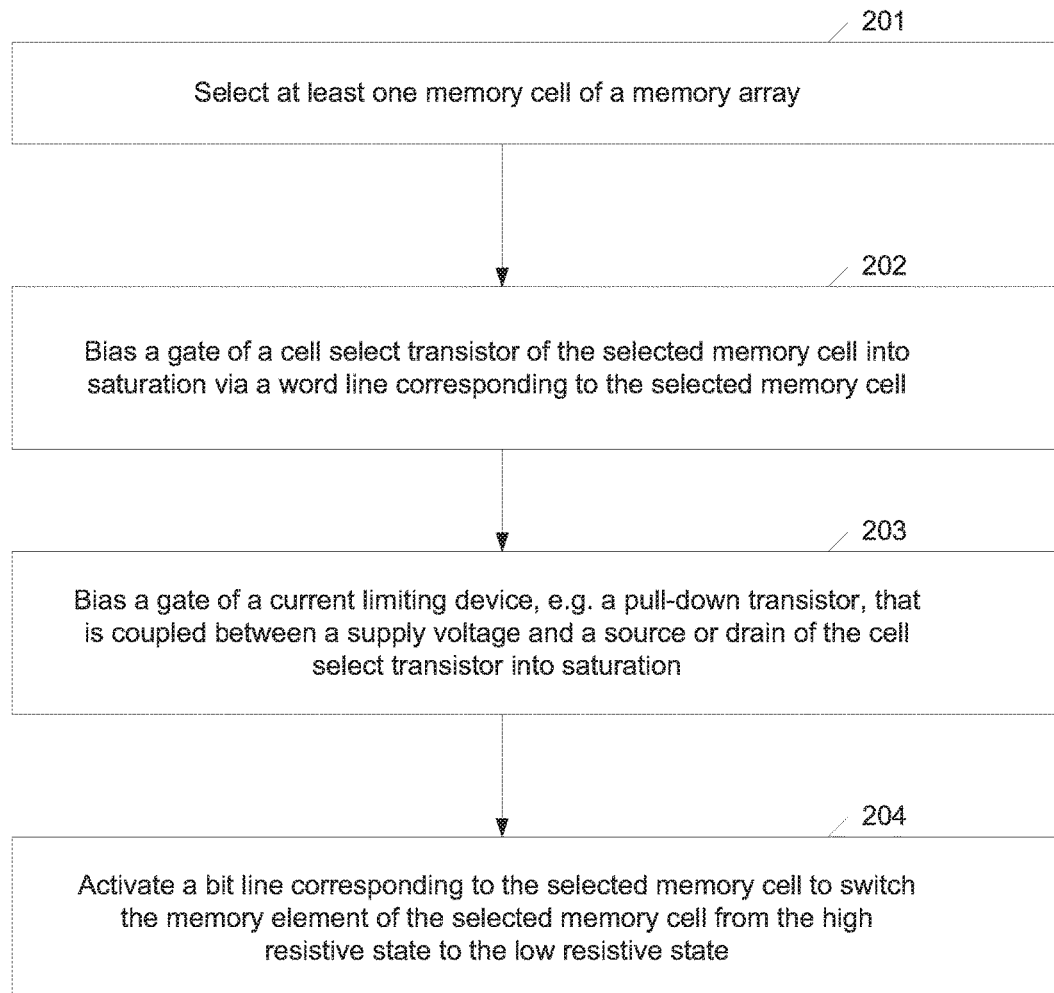 201
Select at least one memory cell of a memory array
202
Bias a gate of a cell select transistor of the selected memory cell into
saturation via a word line corresponding to the selected memory cell
203
Bias a gate of a current limiting device, e.g. a pull-down transistor, that
is coupled between a supply voltage and a source or drain of the cell
select transistor into saturation
204
Activate a bit line corresponding to the selected memory cell to switch
the memory element of the selected memory cell from the high
resistive state to the low resistive state